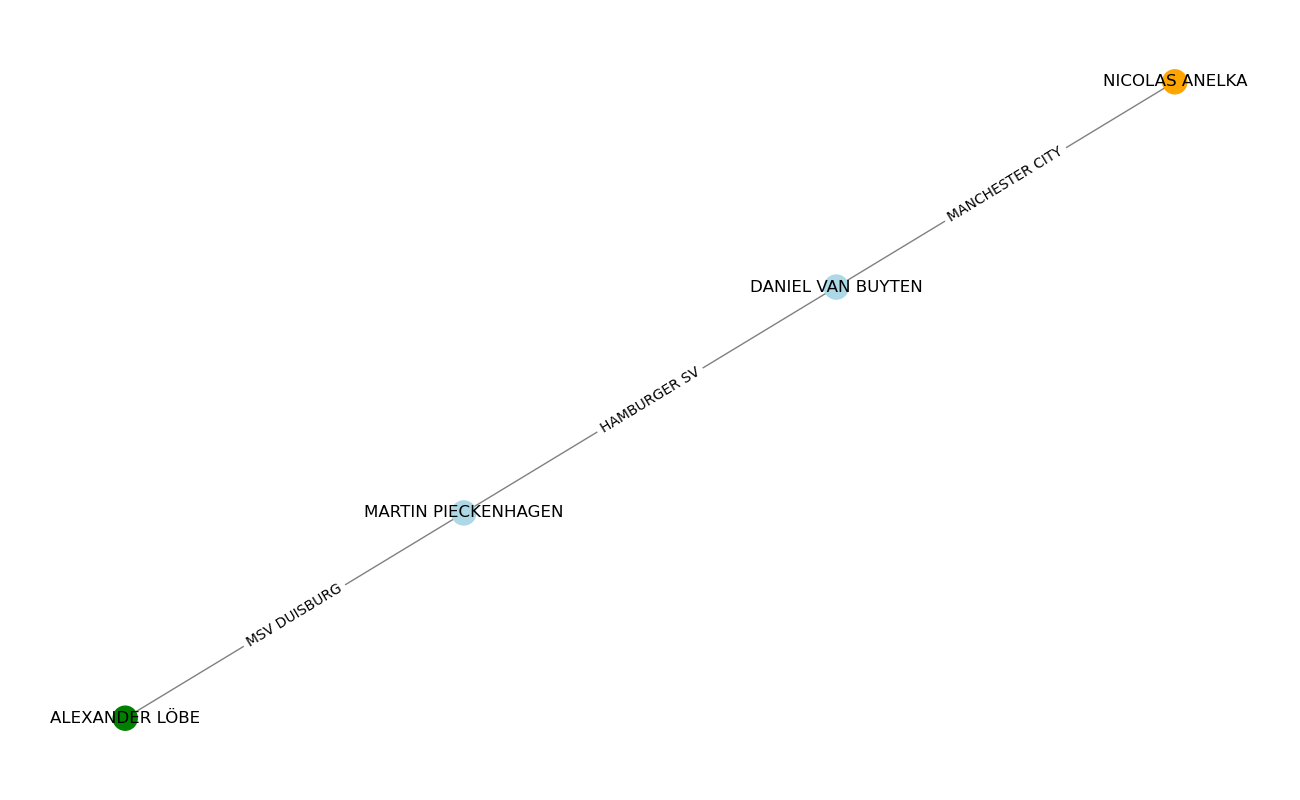 NICOLAS ANELKA
MANCHESTER CITY
DANIEL VAN BUYTEN
HAMBURGER SV
MARTIN PIECKENHAGEN
MSV DUISBURG
ALEXANDER LÖBE